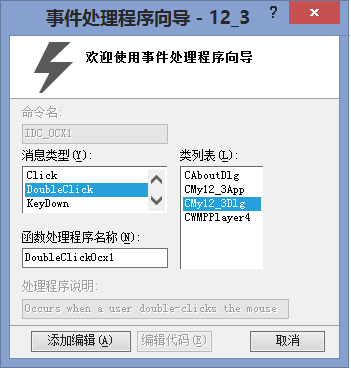 事件处理程序向导 - 12_3
欢迎使用事件处理程序向导
命令名:
IDC_OCX1
消息类型(Y):
类列表(L):
Click
DoubleClick
KeyDown
CAboutDlg
CMy12_3App
CMy12_3Dlg
CWMPPlayer4
函数处理程序名称(N):
DoubleClickOcx1
处理程序说明:
Occurs when a user double-clicks the mouse
添加编辑(A)
编辑代码(E)
取消